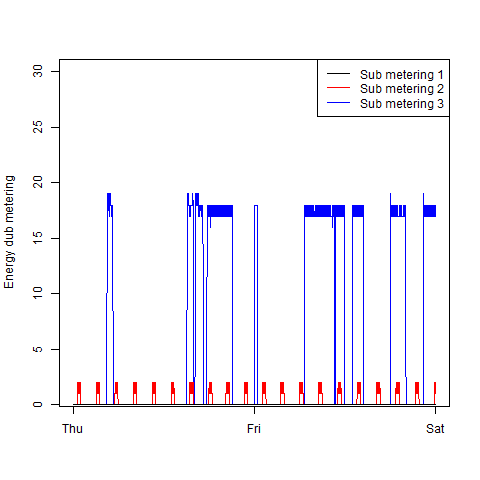 Sub metering 1
Sub metering 2
Sub metering 3
Energy dub metering
30
25
20
15
10
5
0
Thu Fri Sat